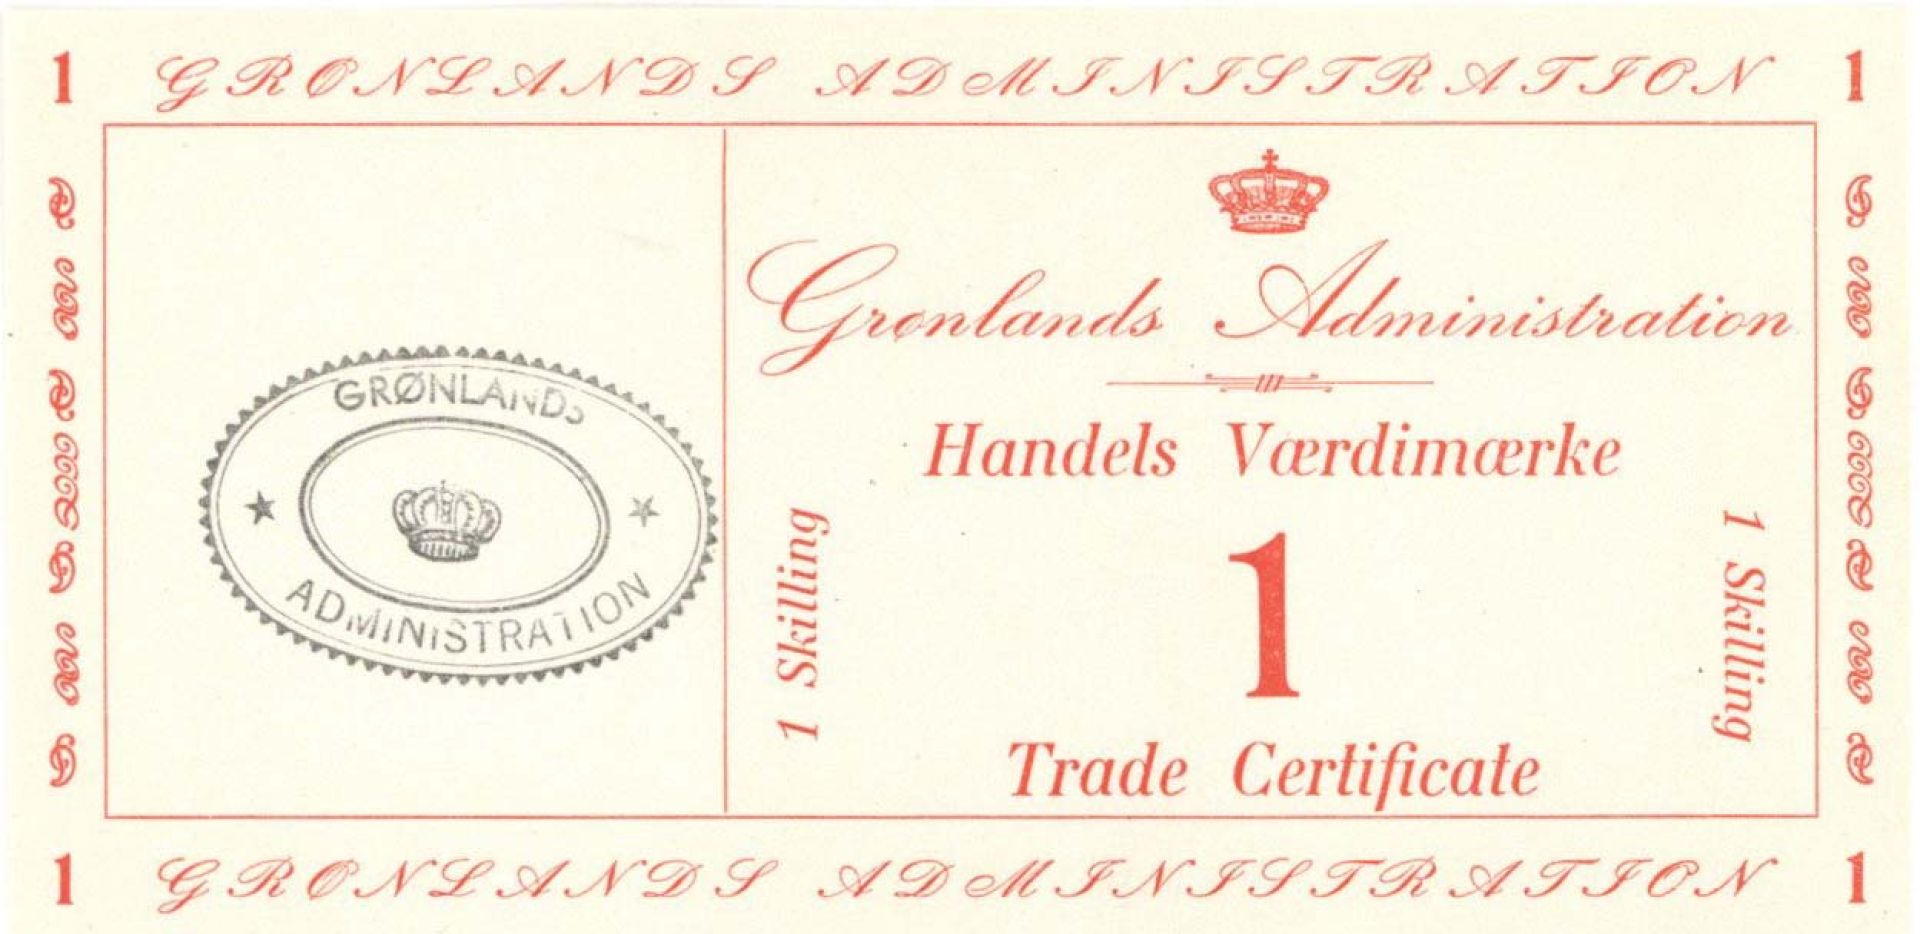 1 GRØNLANDS ADMINISTRATION 1
GRØNLANDS
ADMINISTRATION
Grønlands Administration
Handels Værdimærke
1 Skilling
1
1 Skilling
Trade Certificate
1 GRØNLANDS ADMINISTRATION 1